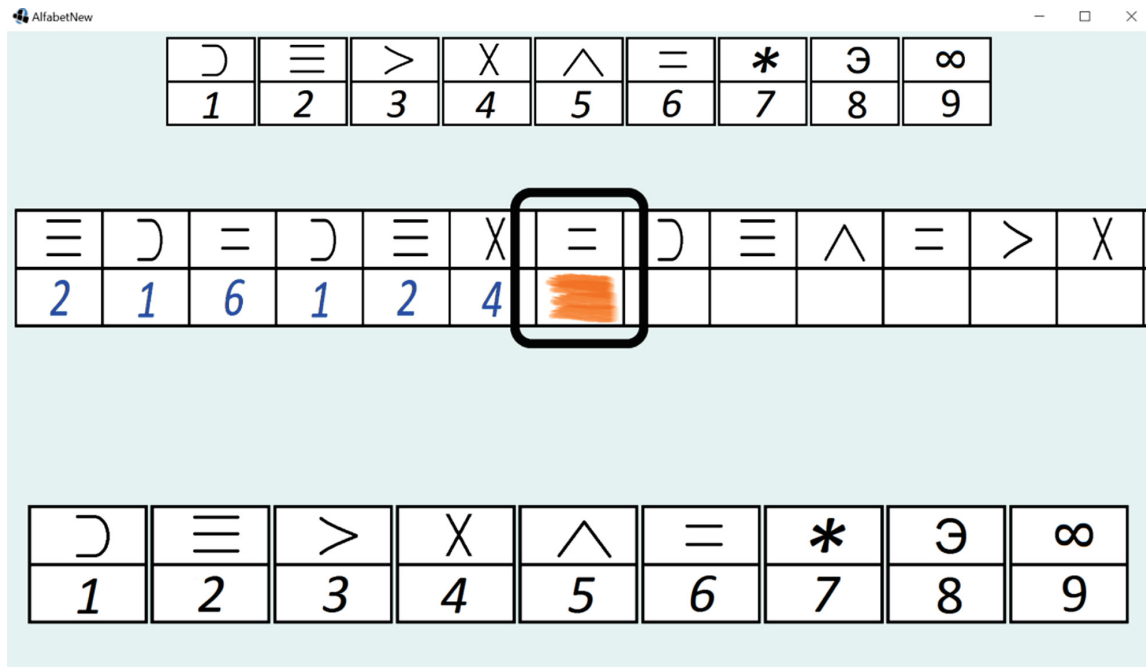 AlfabetNew
⊃ ≡ > X ∧ = * Э ∞
1 2 3 4 5 6 7 8 9
≡ ⊃ = ⊃ ≡ X = ⊃ ≡ ∧ = > X
2 1 6 1 2 4
⊃ ≡ > X ∧ = * Э ∞
1 2 3 4 5 6 7 8 9